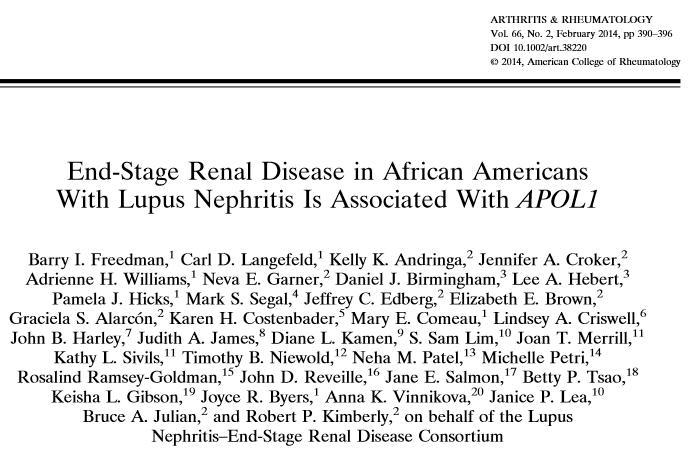 ARTHRITIS & RHEUMATOLOGY
Vol. 66, No. 2, February 2014, pp 390–396
DOI 10.1002/art.38220
© 2014, American College of Rheumatology
End-Stage Renal Disease in African Americans
With Lupus Nephritis Is Associated With APOL1
Barry I. Freedman,¹ Carl D. Langefeld,¹ Kelly K. Andringa,² Jennifer A. Croker,²
Adrienne H. Williams,¹ Neva E. Garner,² Daniel J. Birmingham,³ Lee A. Hebert,³
Pamela J. Hicks,¹ Mark S. Segal,⁴ Jeffrey C. Edberg,² Elizabeth E. Brown,²
Graciela S. Alarcón,² Karen H. Costenbader,⁵ Mary E. Comeau,¹ Lindsey A. Criswell,⁶
John B. Harley,⁷ Judith A. James,⁸ Diane L. Kamen,⁹ S. Sam Lim,¹⁰ Joan T. Merrill,¹¹
Kathy L. Sivils,¹¹ Timothy B. Niewold,¹² Neha M. Patel,¹³ Michelle Petri,¹⁴
Rosalind Ramsey-Goldman,¹⁵ John D. Reveille,¹⁶ Jane E. Salmon,¹⁷ Betty P. Tsao,¹⁸
Keisha L. Gibson,¹⁹ Joyce R. Byers,¹ Anna K. Vinnikova,²⁰ Janice P. Lea,¹⁰
Bruce A. Julian,² and Robert P. Kimberly,² on behalf of the Lupus
Nephritis–End-Stage Renal Disease Consortium